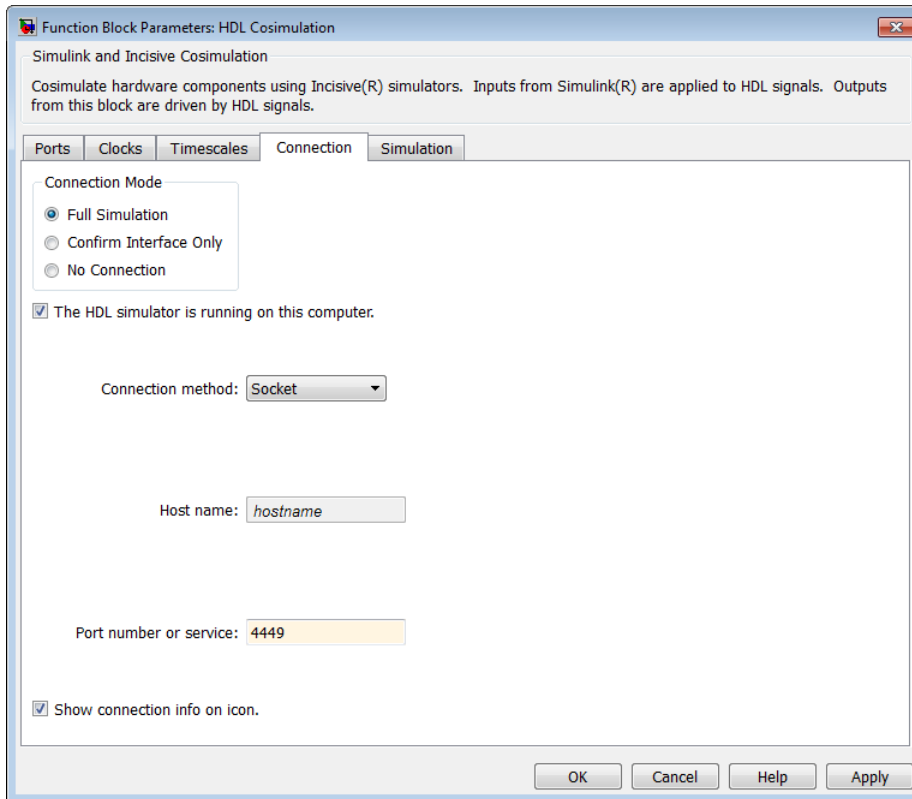 Function Block Parameters: HDL Cosimulation
Simulink and Incisive Cosimulation
Cosimulate hardware components using Incisive(R) simulators.  Inputs from Simulink(R) are applied to HDL signals.  Outputs
from this block are driven by HDL signals.
Ports Clocks Timescales Connection Simulation
Connection Mode
Full Simulation
Confirm Interface Only
No Connection
The HDL simulator is running on this computer.
Connection method: Socket
Host name: hostname
Port number or service: 4449
Show connection info on icon.
OK Cancel Help Apply